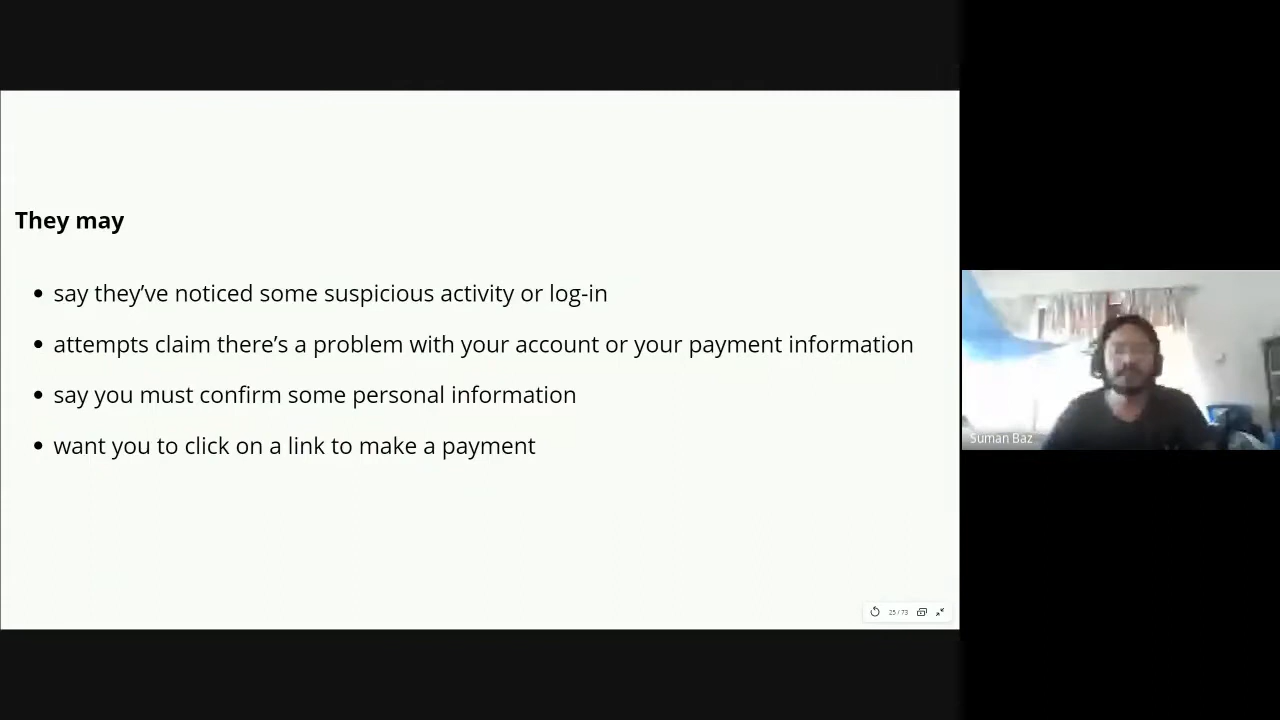 They may
• say they’ve noticed some suspicious activity or log-in
• attempts claim there’s a problem with your account or your payment information
• say you must confirm some personal information
• want you to click on a link to make a payment
25 / 73
Suman Baz